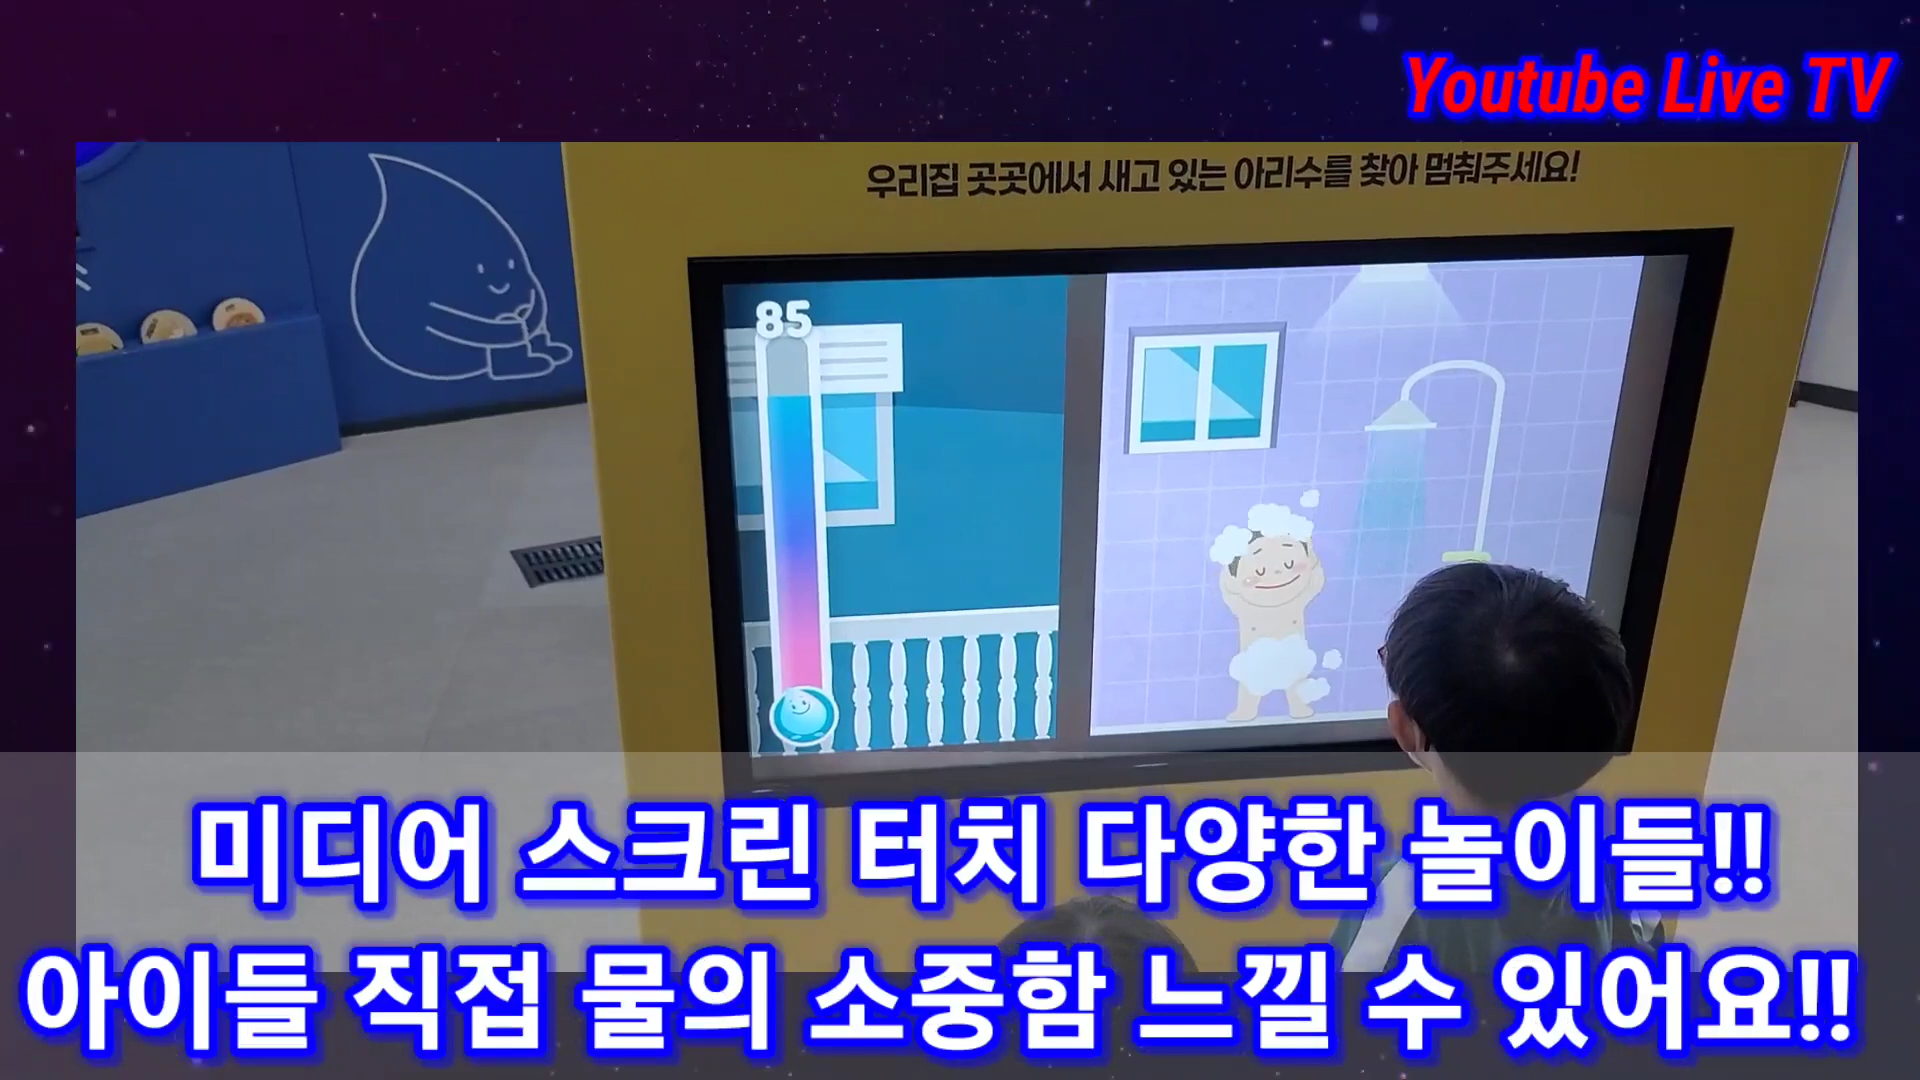 Youtube Live TV
우리집 곳곳에서 새고 있는 아리수를 찾아 멈춰주세요!
85
미디어 스크린 터치 다양한 놀이들!!
아이들 직접 물의 소중함 느낄 수 있어요!!